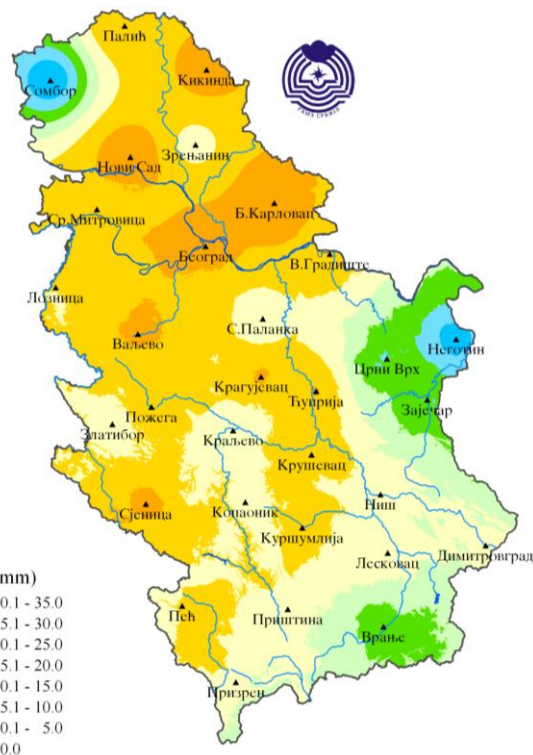 Палић
Кикинда
Сомбор
Зрењанин
Нови Сад
Ср.Митровица
Б.Карловац
Београд
В.Градиште
Лозница
С.Паланка
Ваљево
Неготин
Црни Врх
Крагујевац
Ћуприја
Зајечар
Пожега
Златибор
Краљево
Крушевац
Сјеница
Копаоник
Ниш
Куршумлија
Лесковац
Димитровград
Пећ
Приштина
Врање
Призрен
mm)
0.1 - 35.0
5.1 - 30.0
0.1 - 25.0
5.1 - 20.0
0.1 - 15.0
5.1 - 10.0
0.1 - 5.0
0.0